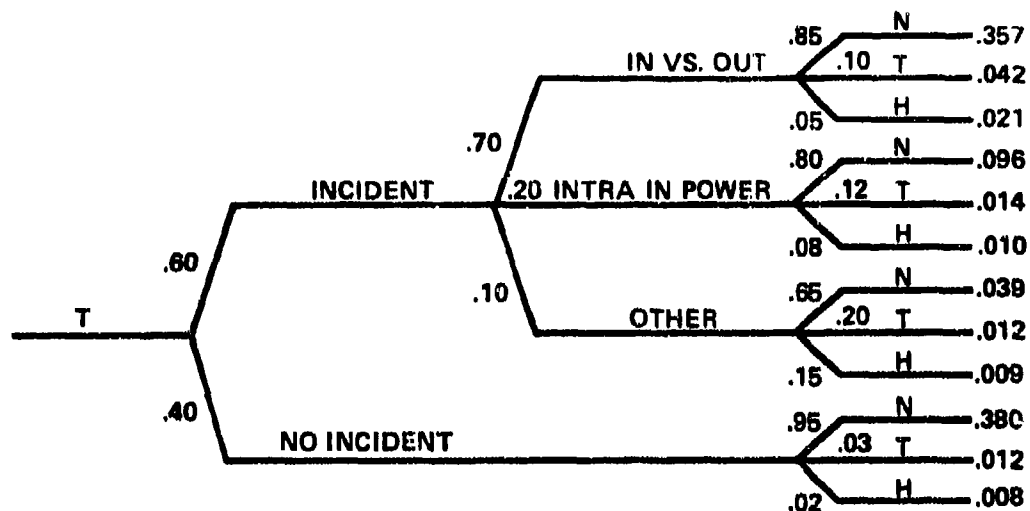 .85 N .357
IN VS. OUT .10 T .042
.05 H .021
.70
.80 N .096
INCIDENT .20 INTRA IN POWER .12 T .014
.08 H .010
.60
.10
.65 N .039
T OTHER .20 T .012
.15 H .009
.40
.95 N .380
NO INCIDENT .03 T .012
.02 H .008